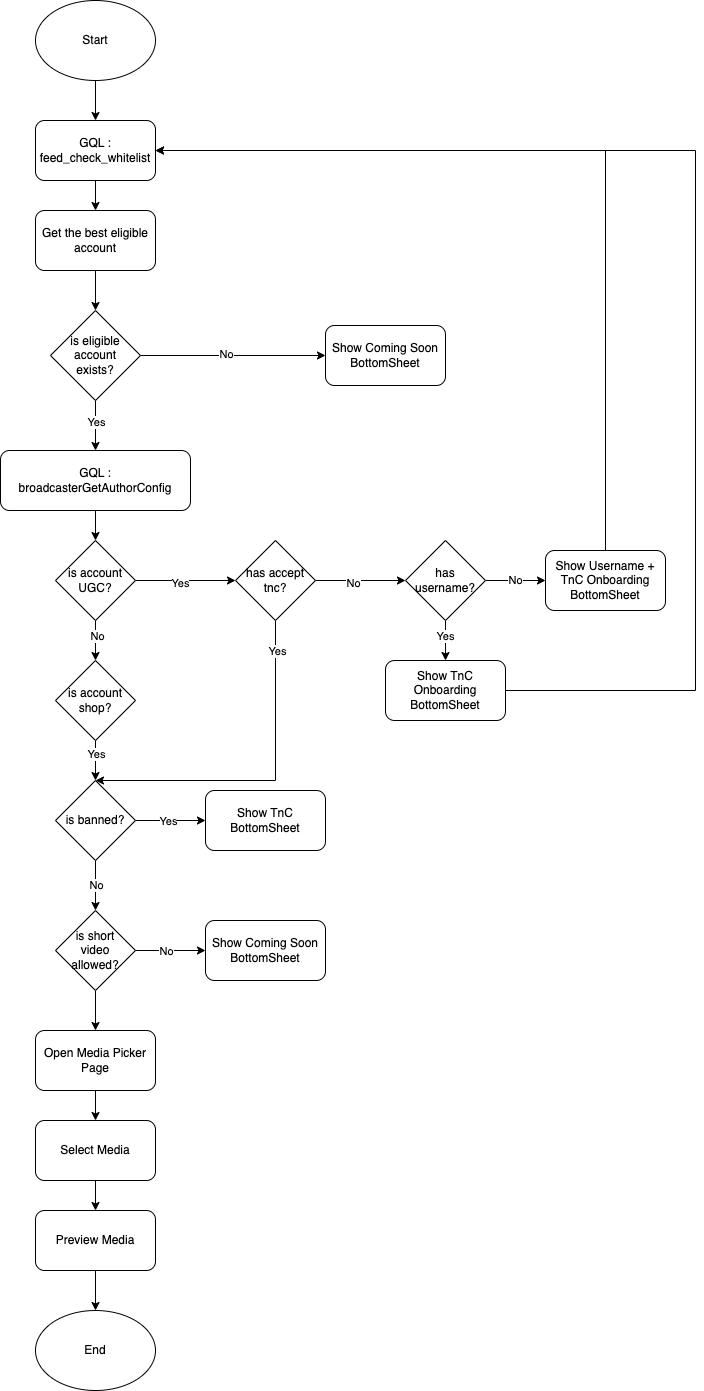 Start
GQL :
feed_check_whitelist
Get the best eligible
account
is eligible
account
exists?
No
Show Coming Soon
BottomSheet
Yes
GQL :
broadcasterGetAuthorConfig
is account
UGC?
Yes
has accept
tnc?
No
has
username?
No
Show Username +
TnC Onboarding
BottomSheet
No
Yes
Yes
is account
shop?
Show TnC
Onboarding
BottomSheet
Yes
is banned?
Yes
Show TnC
BottomSheet
No
is short
video
allowed?
No
Show Coming Soon
BottomSheet
Open Media Picker
Page
Select Media
Preview Media
End